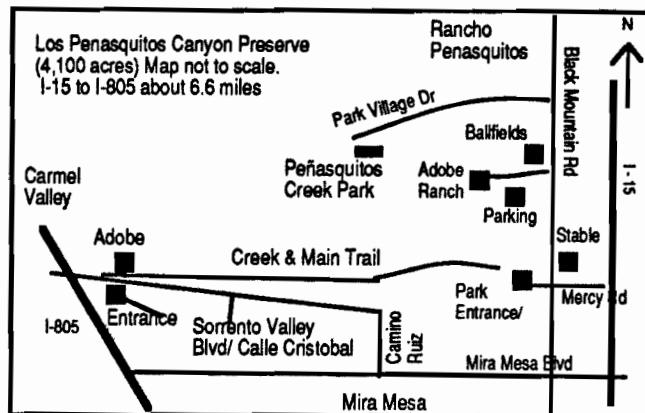 Los Penasquitos Canyon Preserve
(4,100 acres) Map not to scale.
I-15 to I-805 about 6.6 miles
Rancho
Penasquitos
N
Black Mountain Rd
I-15
Park Village Dr
Ballfields
Peñasquitos
Creek Park
Adobe
Ranch
Parking
Carmel
Valley
Adobe
Creek & Main Trail
Stable
Park
Entrance/
Mercy Rd
I-805
Entrance
Sorrento Valley
Blvd/ Calle Cristobal
Camino
Ruiz
Mira Mesa Blvd
Mira Mesa